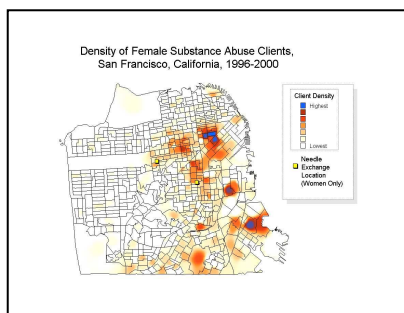 Density of Female Substance Abuse Clients,
San Francisco, California, 1996-2000
Client Density
Highest
Lowest
Needle
Exchange
Location
(Women Only)